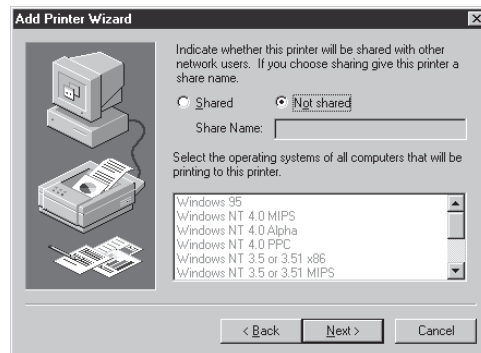 Add Printer Wizard
Indicate whether this printer will be shared with other
network users. If you choose sharing give this printer a
share name.
Shared Not shared
Share Name:
Select the operating systems of all computers that will be
printing to this printer.
Windows 95
Windows NT 4.0 MIPS
Windows NT 4.0 Alpha
Windows NT 4.0 PPC
Windows NT 3.5 or 3.51 x86
Windows NT 3.5 or 3.51 MIPS
< Back Next > Cancel